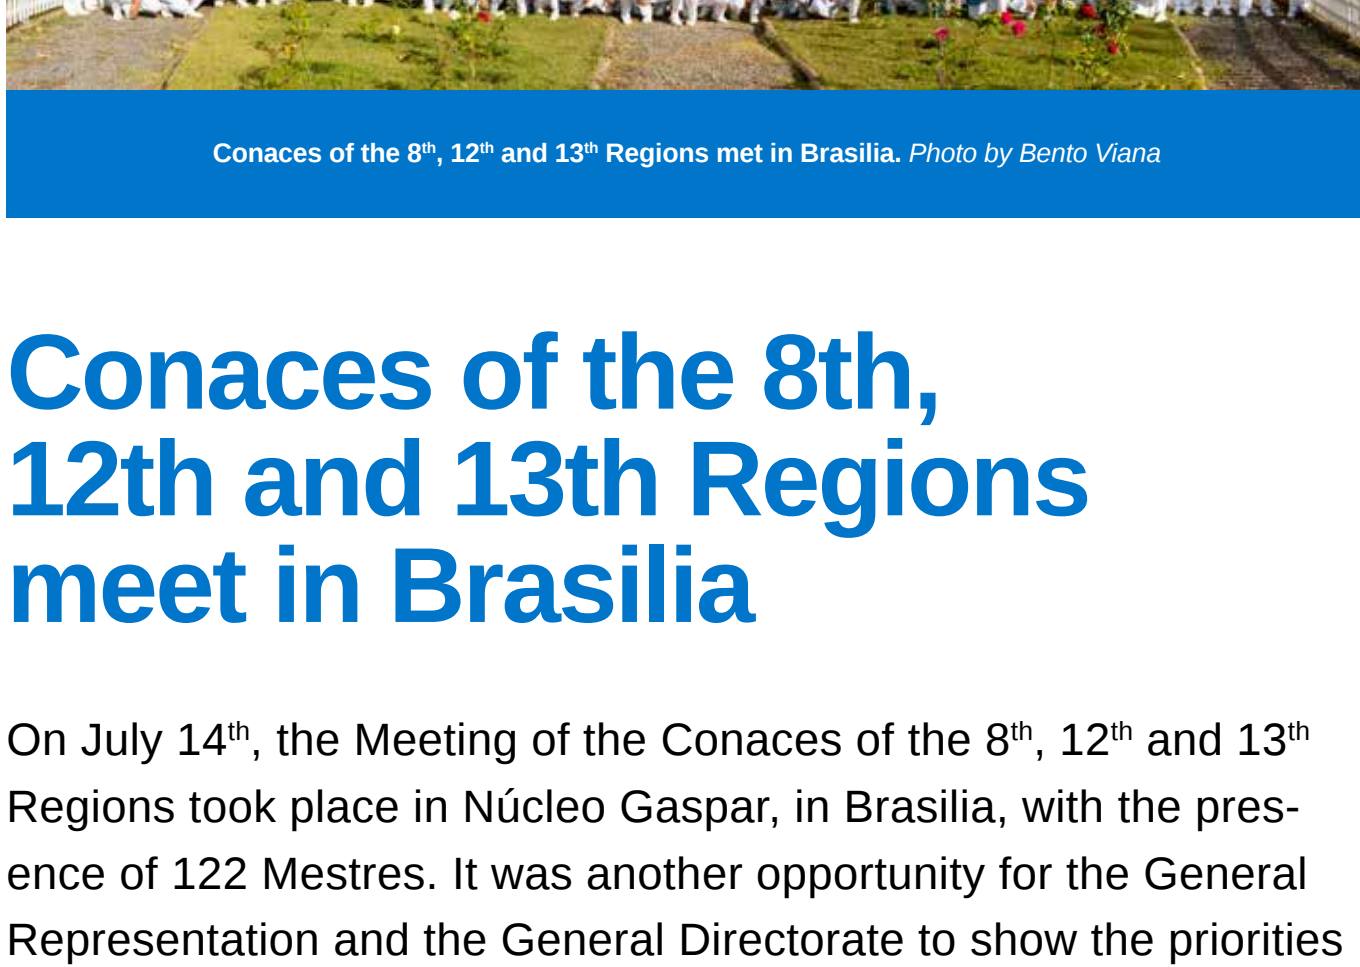 Conaces of the 8th, 12th and 13th Regions met in Brasilia. Photo by Bento Viana
Conaces of the 8th,
12th and 13th Regions
meet in Brasilia
On July 14th, the Meeting of the Conaces of the 8th, 12th and 13th
Regions took place in Núcleo Gaspar, in Brasilia, with the pres-
ence of 122 Mestres. It was another opportunity for the General
Representation and the General Directorate to show the priorities